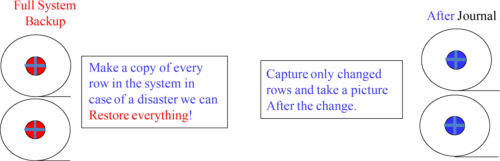 Full System
Backup
Make a copy of every
row in the system in
case of a disaster we can
Restore everything!
After Journal
Capture only changed
rows and take a picture
After the change.